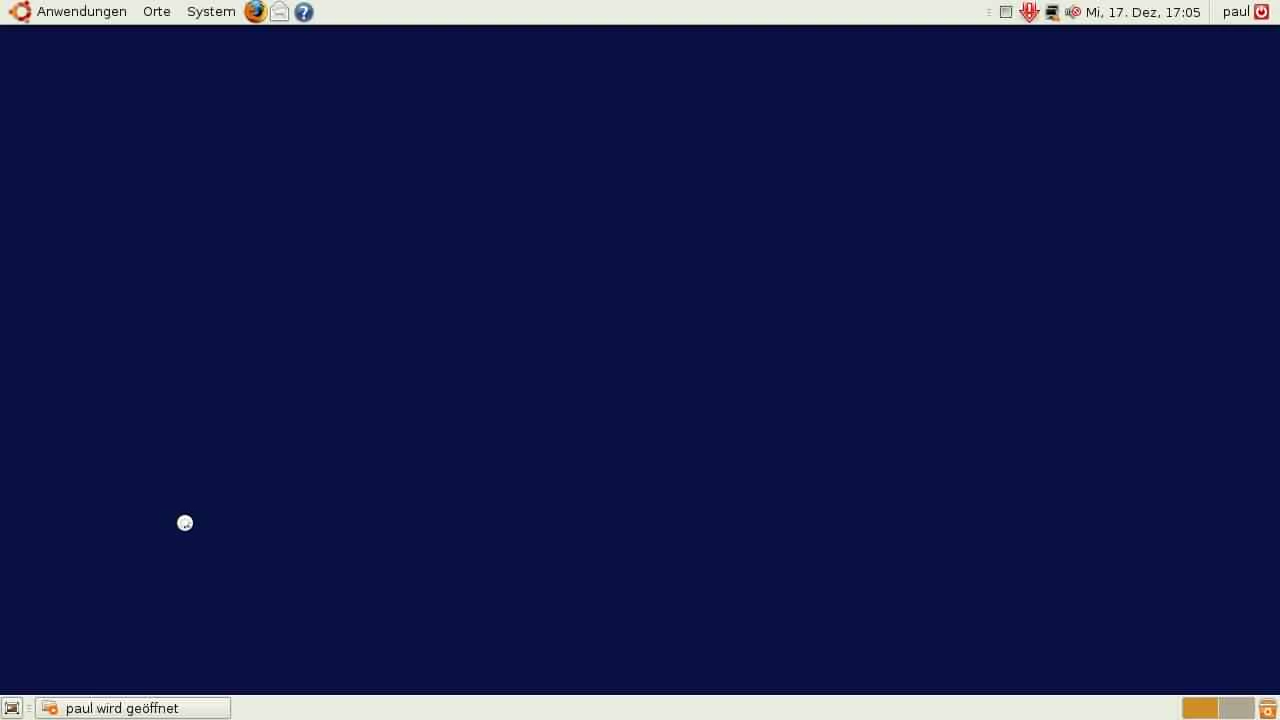 Anwendungen Orte System Mi, 17. Dez, 17:05 paul
paul wird geöffnet